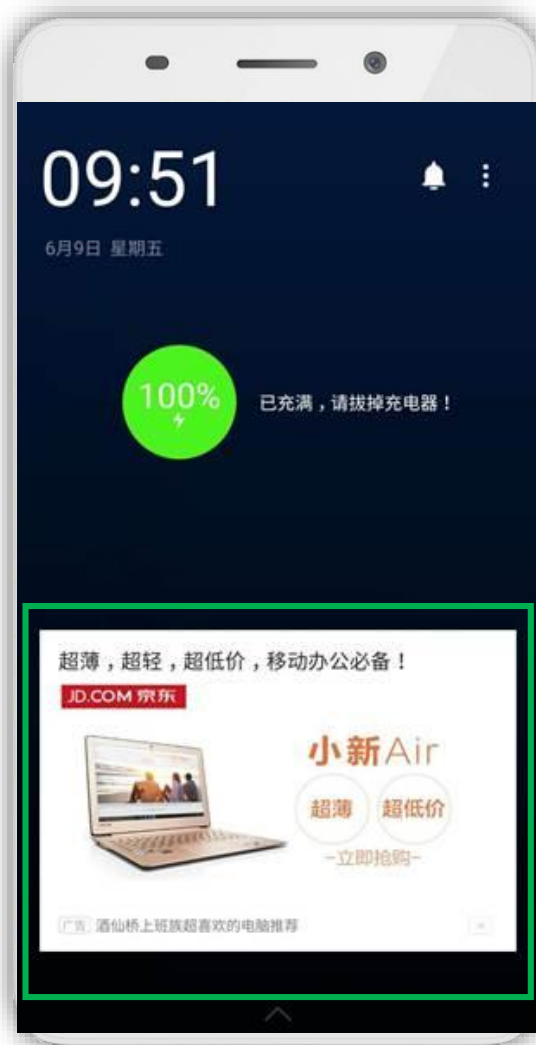 09:51
6月9日 星期五
100%
已充满，请拔掉充电器！
超薄，超轻，超低价，移动办公必备！
JD.COM 京东
小新Air
超薄 超低价
-立即抢购-
广告 酒仙桥上班族超喜欢的电脑推荐